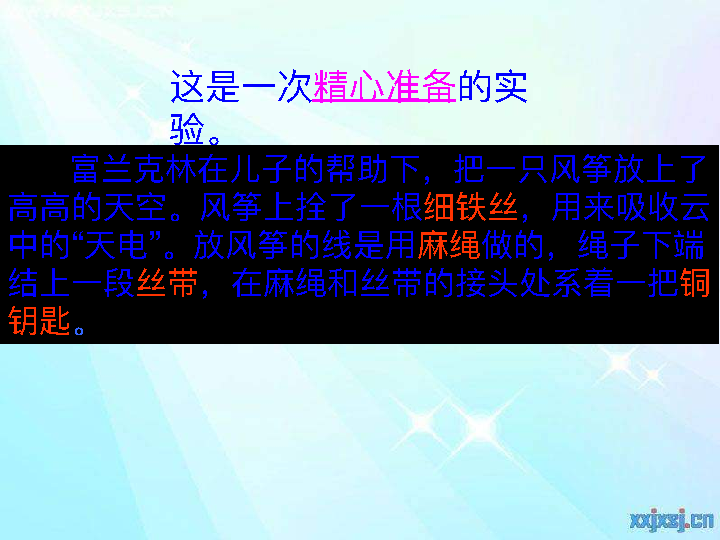 这是一次精心准备的实
验。
富兰克林在儿子的帮助下，把一只风筝放上了
高高的天空。风筝上拴了一根细铁丝，用来吸收云
中的“天电”。放风筝的线是用麻绳做的，绳子下端
结上一段丝带，在麻绳和丝带的接头处系着一把铜
钥匙。
xxjxsj.cn